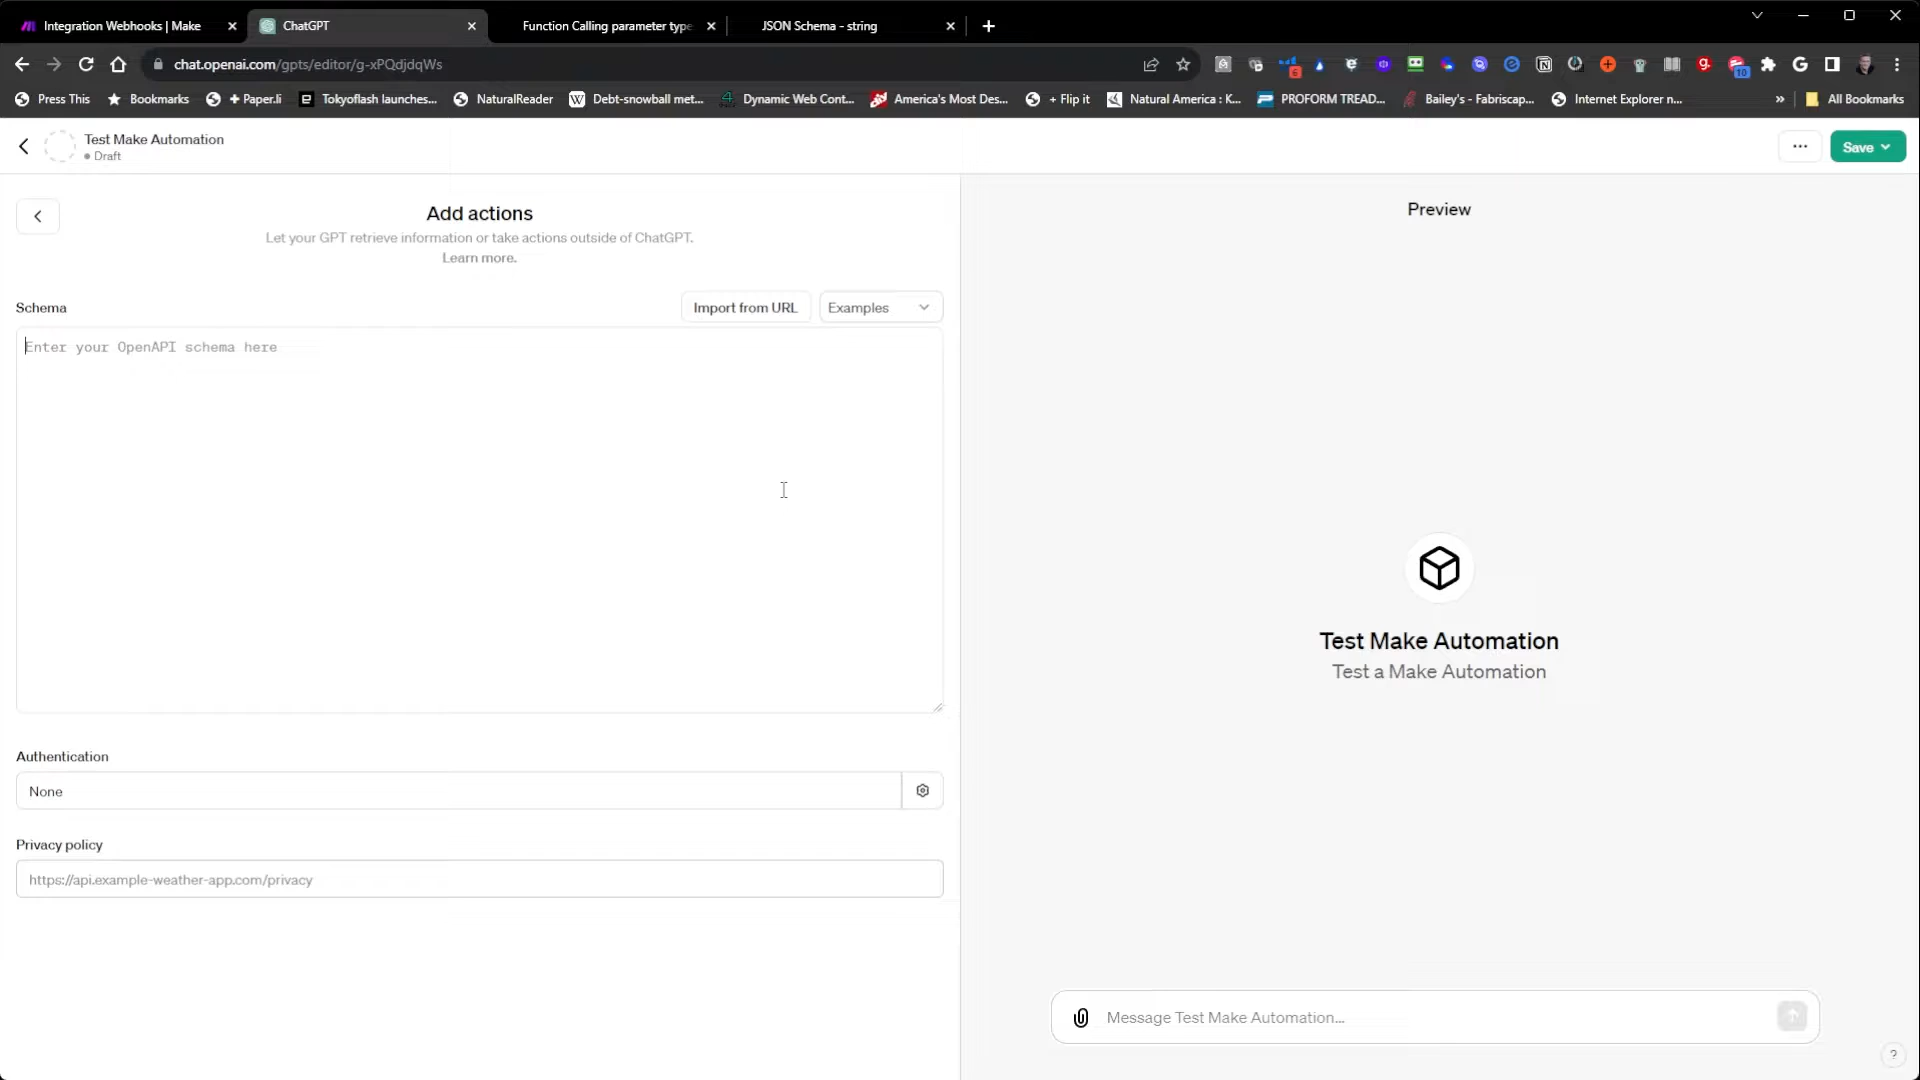 Integration Webhooks | Make
ChatGPT
Function Calling parameter type
JSON Schema - string
chat.openai.com/gpts/editor/g-xPQdjdqWs
6
10
Press This
Bookmarks
+ Paper.li
Tokyoflash launches...
NaturalReader
Debt-snowball met...
Dynamic Web Cont...
America's Most Des...
+ Flip it
Natural America : K...
PROFORM TREAD...
Bailey's - Fabriscap...
Internet Explorer n...
»
All Bookmarks
Test Make Automation
Draft
...
Save
Add actions
Let your GPT retrieve information or take actions outside of ChatGPT.
Learn more.
Schema
Import from URL
Examples
Enter your OpenAPI schema here
Authentication
None
Privacy policy
https://api.example-weather-app.com/privacy
Preview
Test Make Automation
Test a Make Automation
Message Test Make Automation...
?